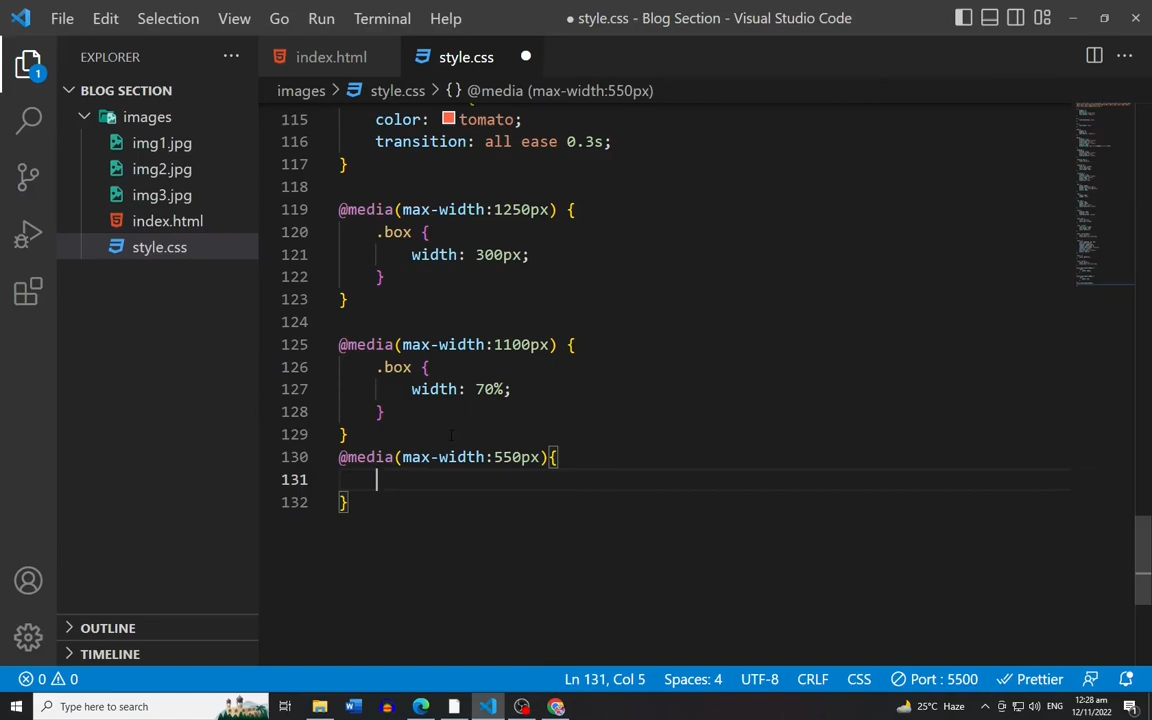 File Edit Selection View Go Run Terminal Help
● style.css - Blog Section - Visual Studio Code
EXPLORER ···
index.html
style.css ●
1
BLOG SECTION
images > style.css > {} @media (max-width:550px)
images
img1.jpg
img2.jpg
img3.jpg
index.html
style.css
115 color: tomato;
116 transition: all ease 0.3s;
117 }
118
119 @media(max-width:1250px) {
120 .box {
121 width: 300px;
122 }
123 }
124
125 @media(max-width:1100px) {
126 .box {
127 width: 70%;
128 }
129 }
130 @media(max-width:550px){
131
132 }
OUTLINE
TIMELINE
0 0 Ln 131, Col 5 Spaces: 4 UTF-8 CRLF CSS Port : 5500 Prettier
Type here to search
25°C Haze ENG 12:28 am
12/11/2022
1